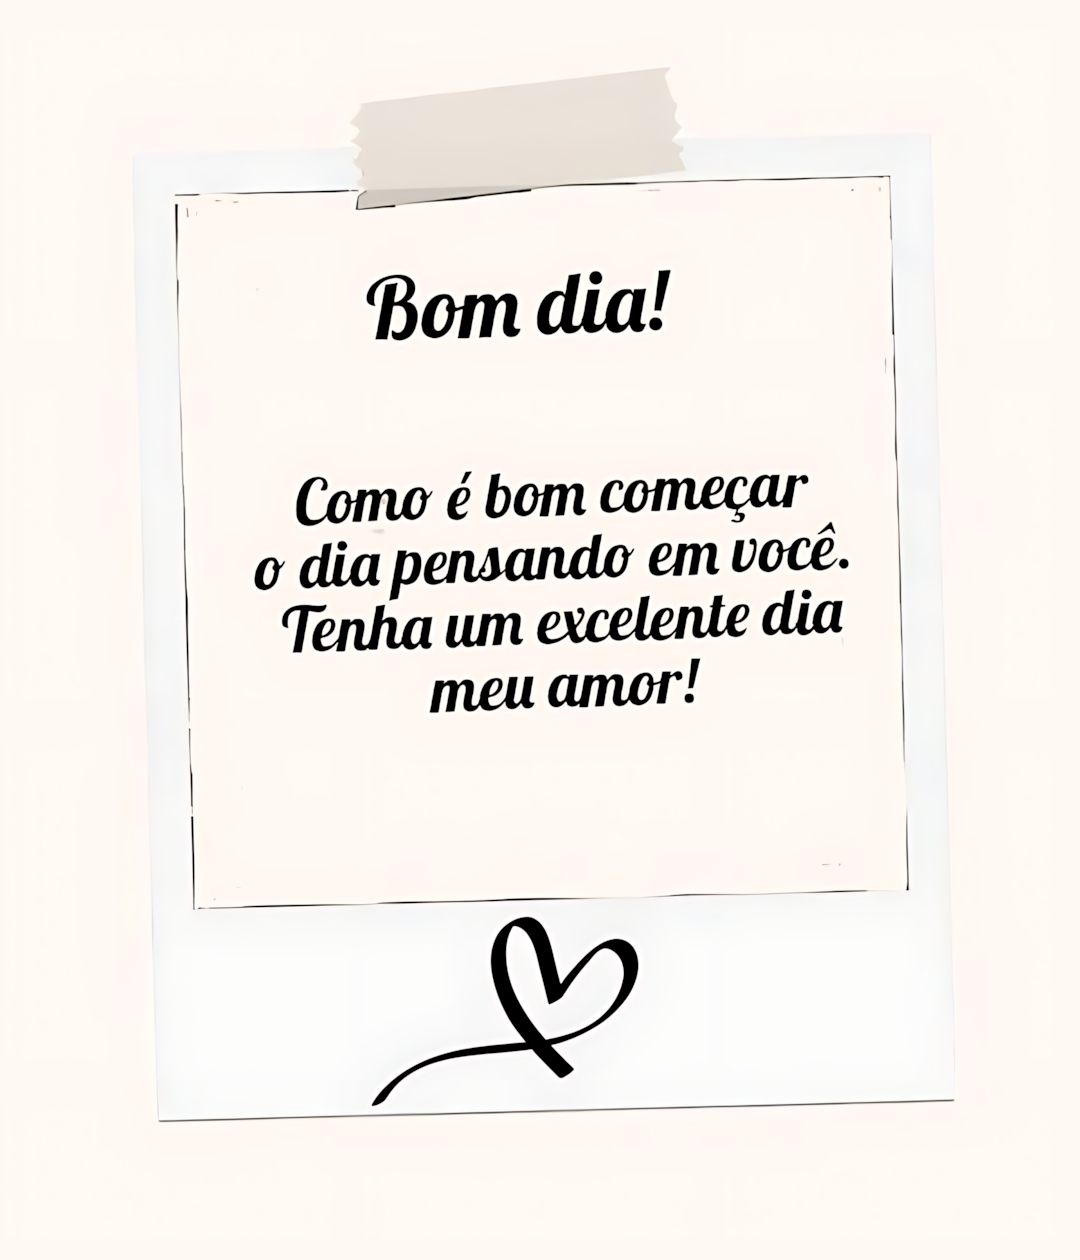 Bom dia!
Como é bom começar
o dia pensando em você.
Tenha um excelente dia
meu amor!